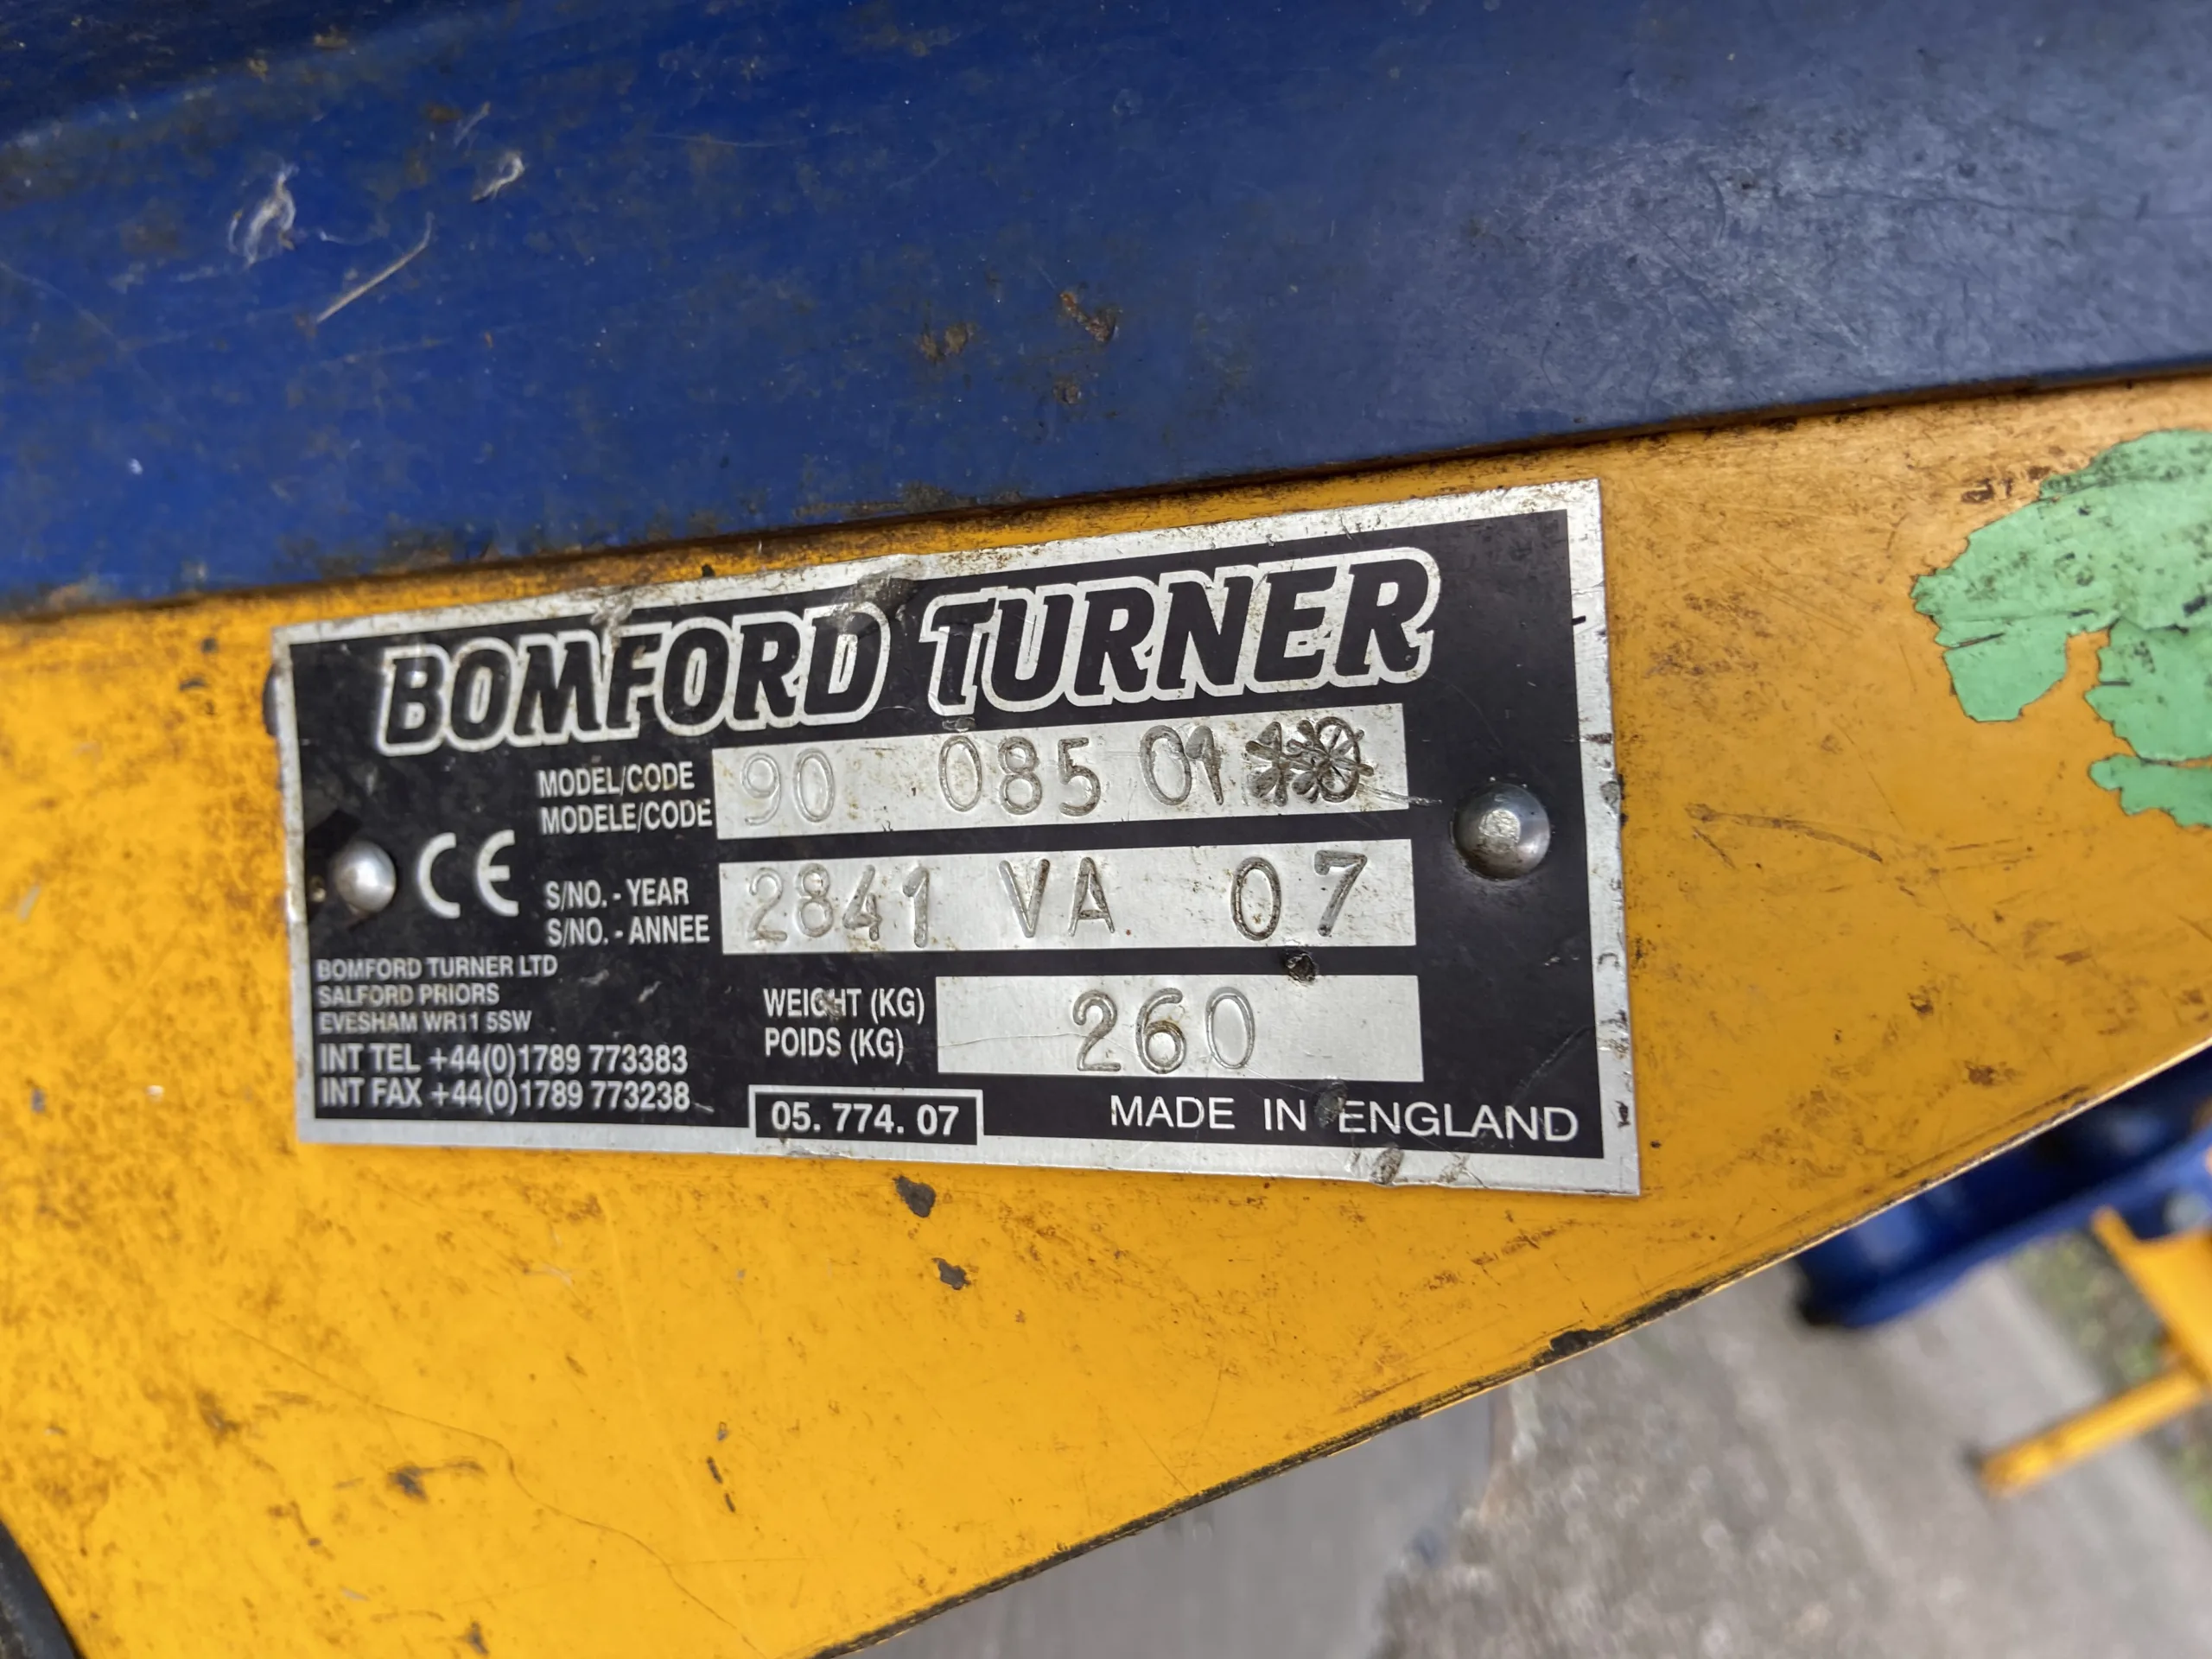 BOMFORD TURNER
MODEL/CODE 90 085 01
MODELE/CODE
CE
S/NO. - YEAR 2841 VA 07
S/NO. - ANNEE
BOMFORD TURNER LTD
SALFORD PRIORS
EVESHAM WR11 5SW
INT TEL +44(0)1789 773383
INT FAX +44(0)1789 773238
WEIGHT (KG) 260
POIDS (KG)
05. 774. 07
MADE IN ENGLAND